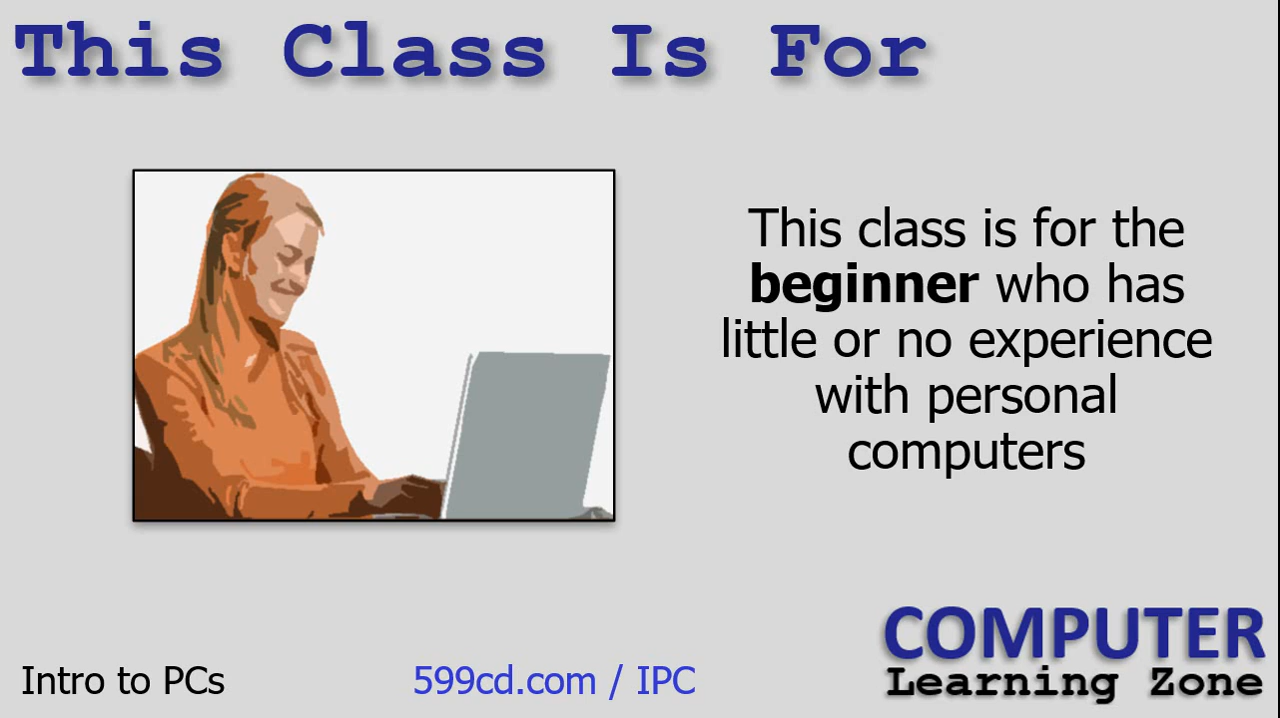 This Class Is For
This class is for the
beginner who has
little or no experience
with personal
computers
Intro to PCs
599cd.com / IPC
COMPUTER
Learning Zone